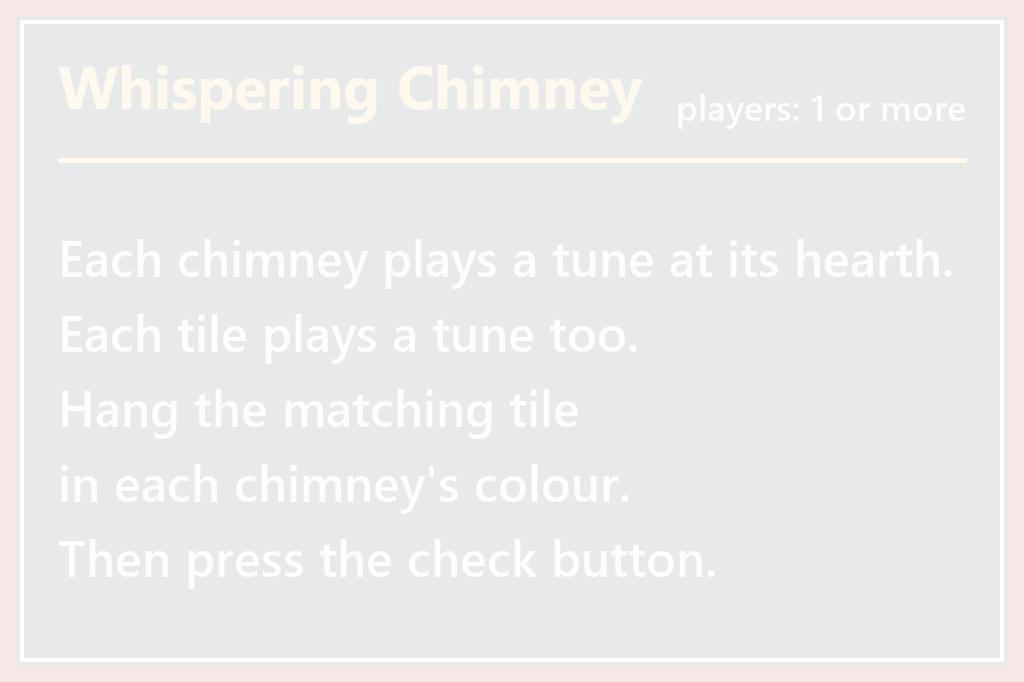 Whispering Chimney
players: 1 or more
Each chimney plays a tune at its hearth.
Each tile plays a tune too.
Hang the matching tile
in each chimney's colour.
Then press the check button.